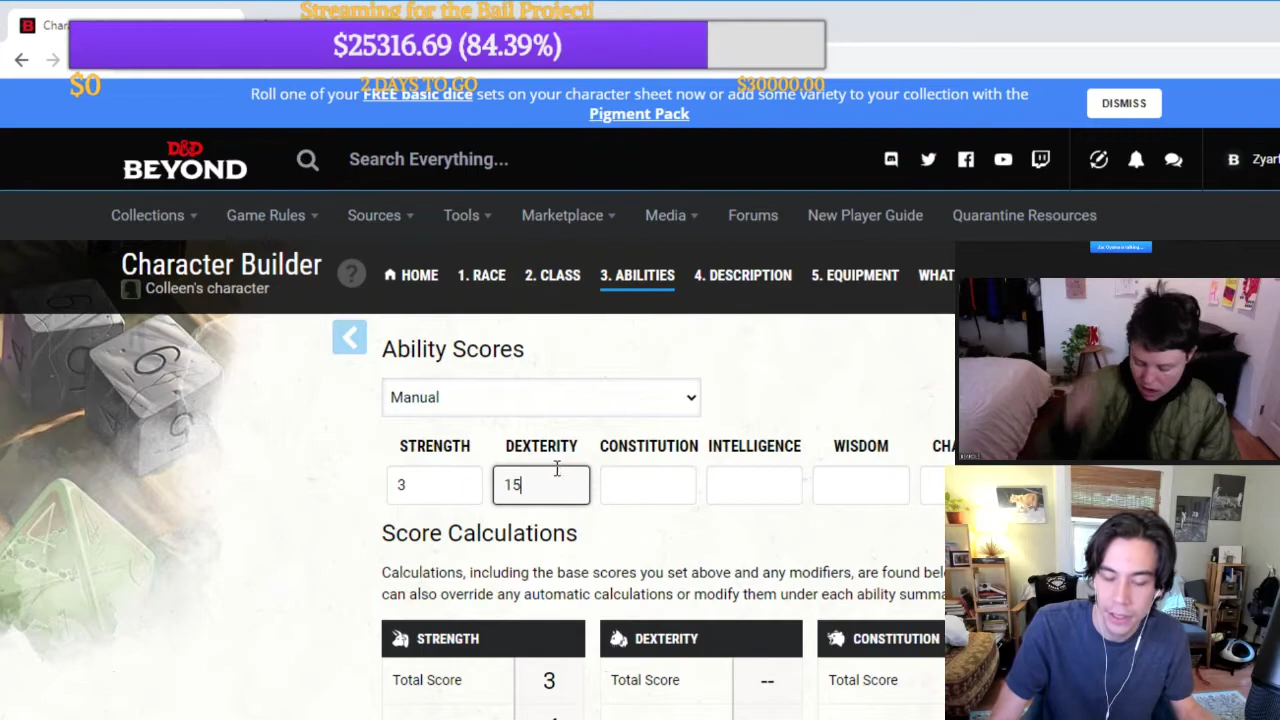 Streaming for the Bail Project!
$25316.69 (84.39%)
$0
2 DAYS TO GO
$30000.00
Roll one of your FREE basic dice sets on your character sheet now or add some variety to your collection with the
Pigment Pack
DISMISS
D&D
BEYOND
Search Everything...
Zyar
Collections
Game Rules
Sources
Tools
Marketplace
Media
Forums
New Player Guide
Quarantine Resources
Character Builder
?
Colleen's character
HOME
1. RACE
2. CLASS
3. ABILITIES
4. DESCRIPTION
5. EQUIPMENT
WHAT
Ability Scores
Manual
STRENGTH DEXTERITY CONSTITUTION INTELLIGENCE WISDOM CHA
3 15
Score Calculations
Calculations, including the base scores you set above and any modifiers, are found bel
can also override any automatic calculations or modify them under each ability summa
STRENGTH DEXTERITY CONSTITUTION
Total Score 3 Total Score -- Total Score